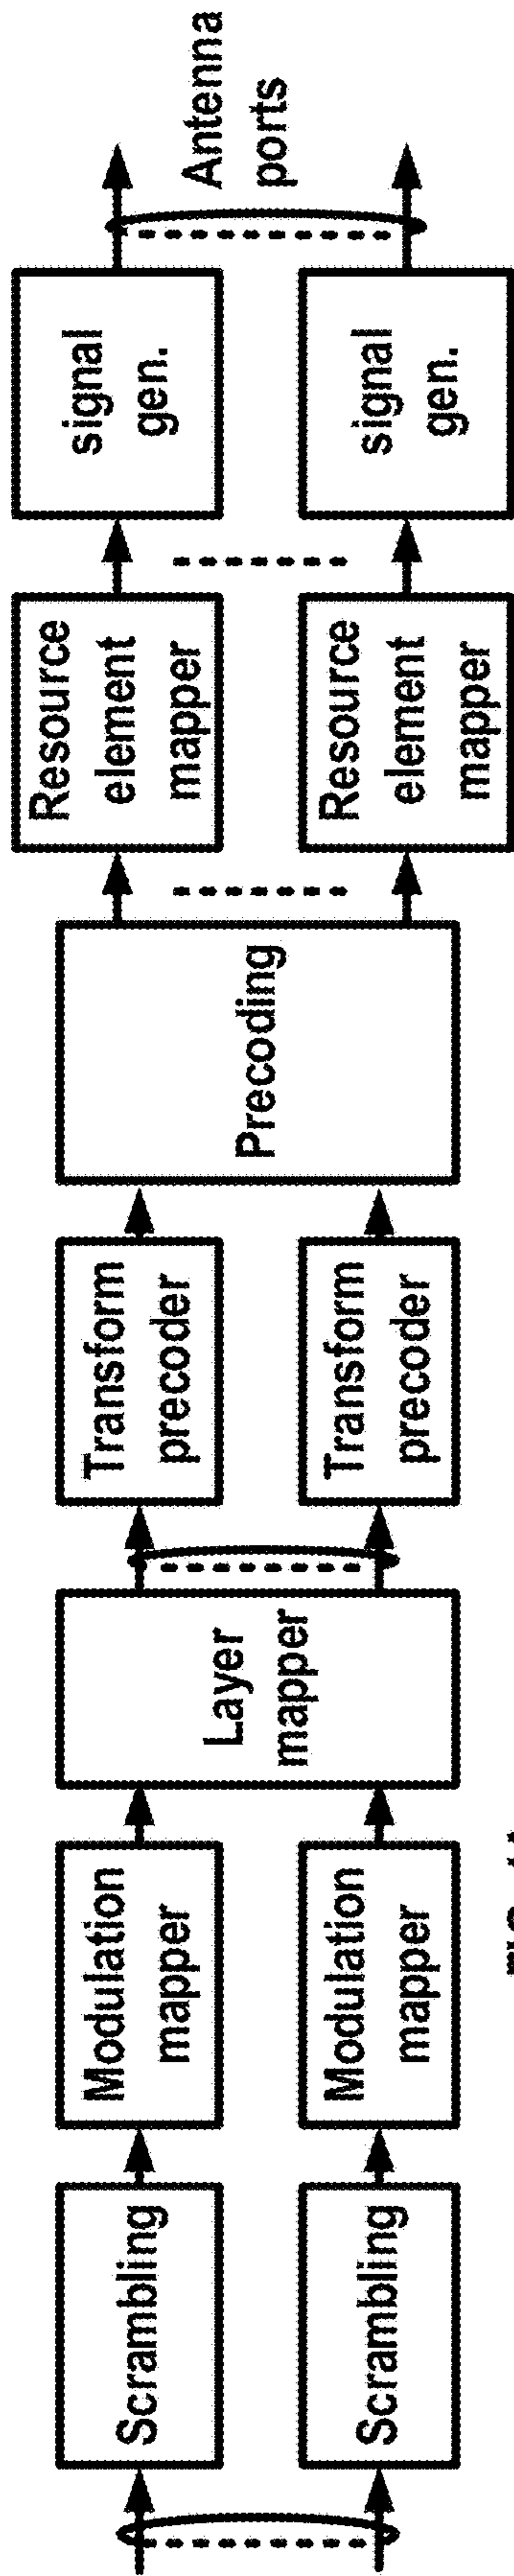 Scrambling
Modulation
mapper
Layer
mapper
Transform
precoder
Precoding
Resource
element
mapper
signal
gen.
Antenna
ports
Scrambling
Modulation
mapper
Transform
precoder
Resource
element
mapper
signal
gen.